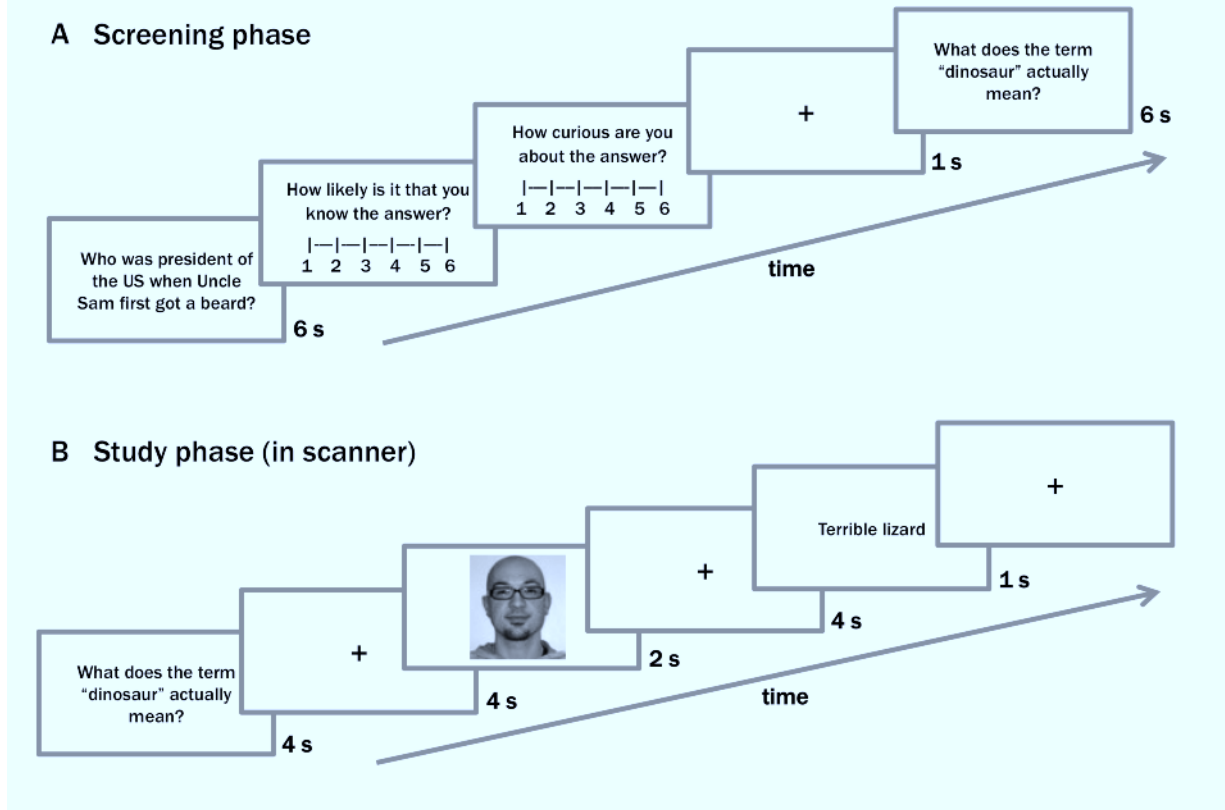 A Screening phase
Who was president of
the US when Uncle
Sam first got a beard?
6 s
How likely is it that you
know the answer?
|—|—|—|—|—|
1 2 3 4 5 6
How curious are you
about the answer?
|—|—|—|—|—|
1 2 3 4 5 6
+
1 s
What does the term
“dinosaur” actually
mean?
6 s
time
B Study phase (in scanner)
What does the term
“dinosaur” actually
mean?
4 s
+
4 s
2 s
+
4 s
Terrible lizard
1 s
+
time